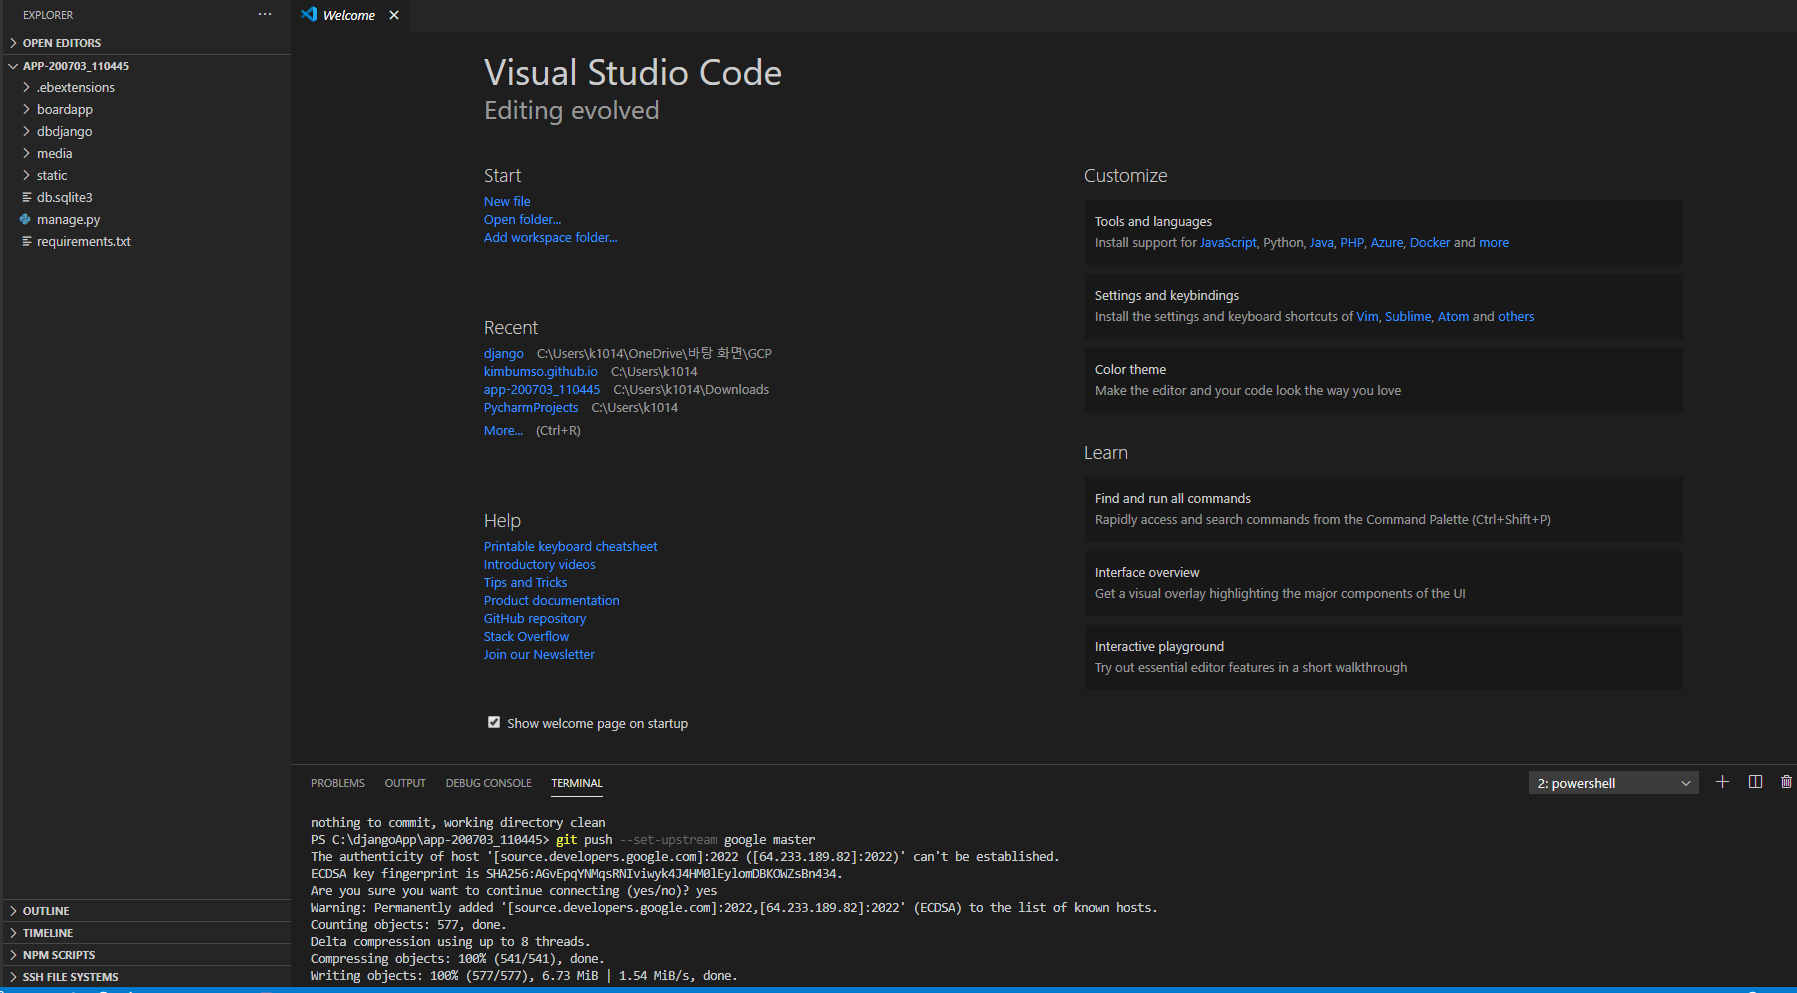 EXPLORER
OPEN EDITORS
APP-200703_110445
.ebextensions
boardapp
dbdjango
media
static
db.sqlite3
manage.py
requirements.txt
OUTLINE
TIMELINE
NPM SCRIPTS
SSH FILE SYSTEMS
Welcome
Visual Studio Code
Editing evolved
Start
New file
Open folder...
Add workspace folder...
Recent
django C:\Users\k1014\OneDrive\바탕 화면\GCP
kimbumso.github.io C:\Users\k1014
app-200703_110445 C:\Users\k1014\Downloads
PycharmProjects C:\Users\k1014
More... (Ctrl+R)
Help
Printable keyboard cheatsheet
Introductory videos
Tips and Tricks
Product documentation
GitHub repository
Stack Overflow
Join our Newsletter
Show welcome page on startup
Customize
Tools and languages
Install support for JavaScript, Python, Java, PHP, Azure, Docker and more
Settings and keybindings
Install the settings and keyboard shortcuts of Vim, Sublime, Atom and others
Color theme
Make the editor and your code look the way you love
Learn
Find and run all commands
Rapidly access and search commands from the Command Palette (Ctrl+Shift+P)
Interface overview
Get a visual overlay highlighting the major components of the UI
Interactive playground
Try out essential editor features in a short walkthrough
PROBLEMS OUTPUT DEBUG CONSOLE TERMINAL
2: powershell
nothing to commit, working directory clean
PS C:\djangoApp\app-200703_110445> git push --set-upstream google master
The authenticity of host '[source.developers.google.com]:2022 ([64.233.189.82]:2022)' can't be established.
ECDSA key fingerprint is SHA256:AGvEpqYNMqsRNIviwyk4J4HM0lEylomDBKOWZsBn434.
Are you sure you want to continue connecting (yes/no)? yes
Warning: Permanently added '[source.developers.google.com]:2022,[64.233.189.82]:2022' (ECDSA) to the list of known hosts.
Counting objects: 577, done.
Delta compression using up to 8 threads.
Compressing objects: 100% (541/541), done.
Writing objects: 100% (577/577), 6.73 MiB | 1.54 MiB/s, done.